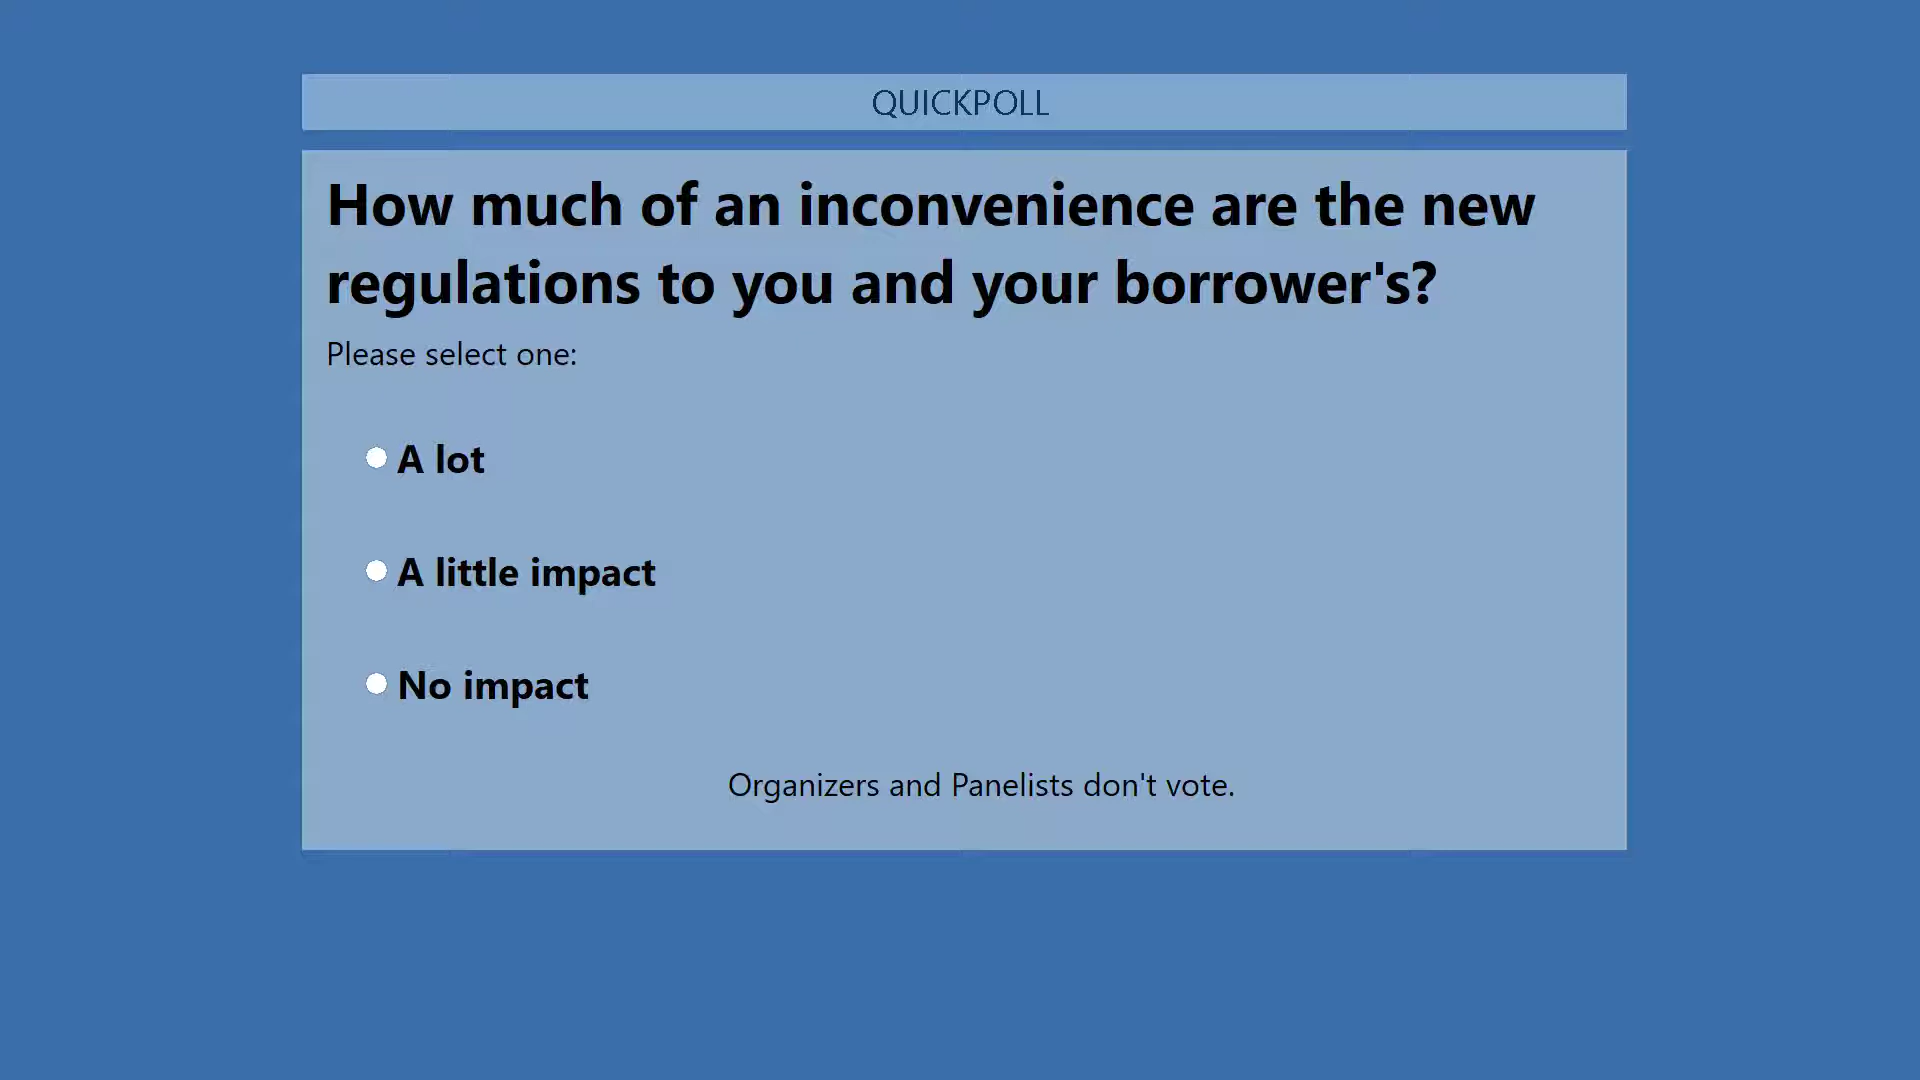 QUICKPOLL
How much of an inconvenience are the new
regulations to you and your borrower's?
Please select one:
A lot
A little impact
No impact
Organizers and Panelists don't vote.